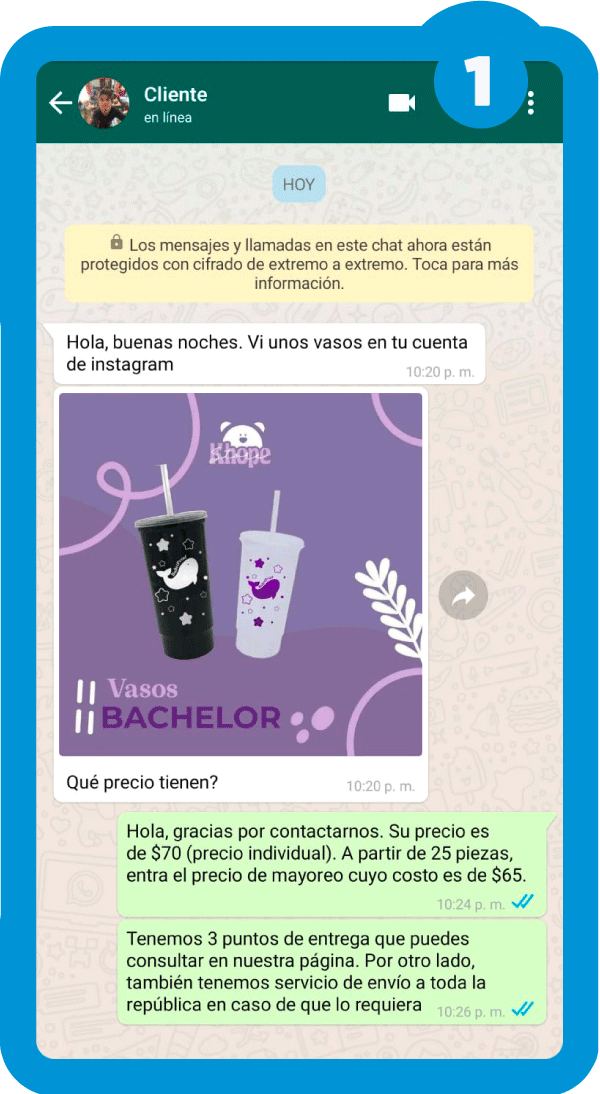 1
Cliente
en línea
HOY
Los mensajes y llamadas en este chat ahora están
protegidos con cifrado de extremo a extremo. Toca para más
información.
Hola, buenas noches. Vi unos vasos en tu cuenta
de instagram
10:20 p. m.
Khope
Vasos
BACHELOR
Qué precio tienen?
10:20 p. m.
Hola, gracias por contactarnos. Su precio es
de $70 (precio individual). A partir de 25 piezas,
entra el precio de mayoreo cuyo costo es de $65.
10:24 p. m.
Tenemos 3 puntos de entrega que puedes
consultar en nuestra página. Por otro lado,
también tenemos servicio de envío a toda la
república en caso de que lo requiera
10:26 p. m.